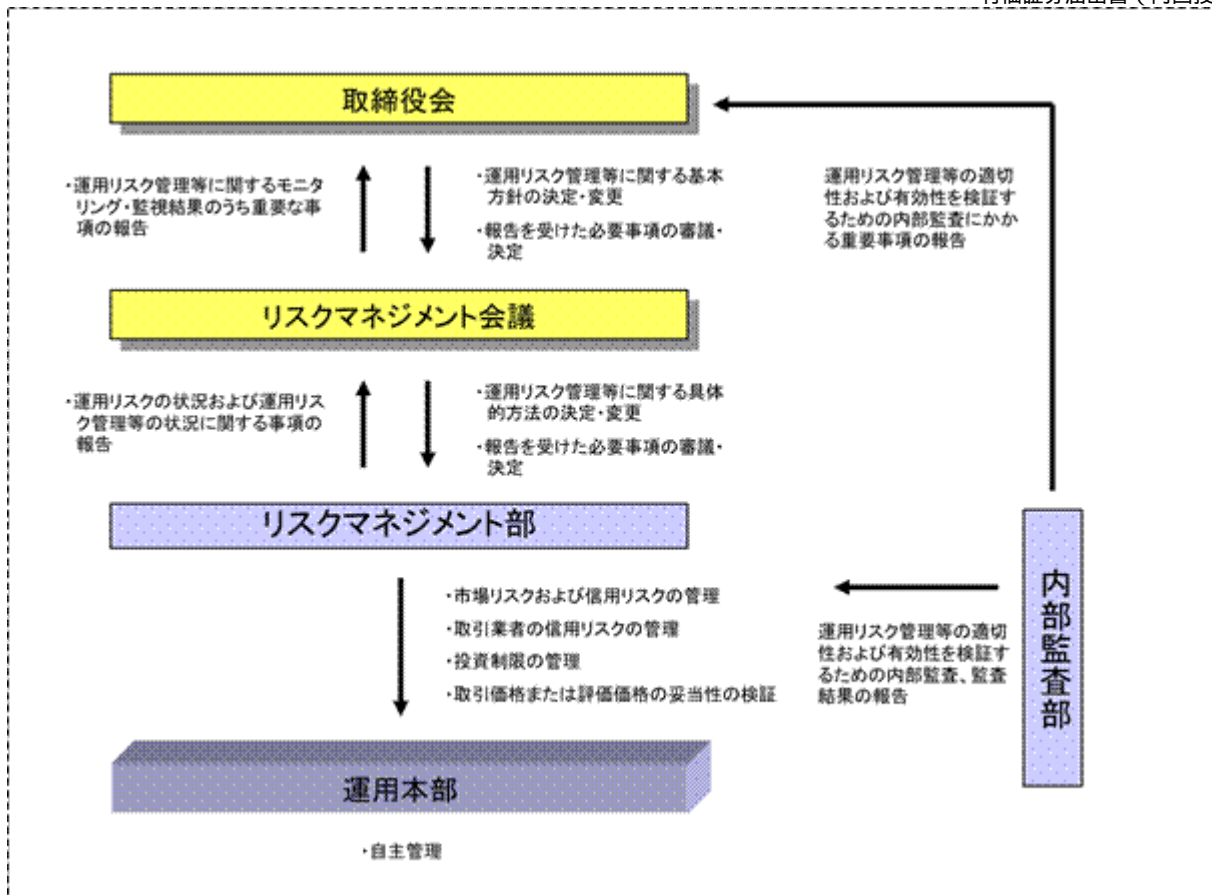 取締役会
・運用リスク管理等に関するモニタ
リング・監視結果のうち重要な事
項の報告
・運用リスク管理等に関する基本
方針の決定・変更
・報告を受けた必要事項の審議・
決定
運用リスク管理等の適切
性および有効性を検証す
るための内部監査にかか
る重要事項の報告
リスクマネジメント会議
・運用リスクの状況および運用リス
ク管理等の状況に関する事項の
報告
・運用リスク管理等に関する具体
的方法の決定・変更
・報告を受けた必要事項の審議・
決定
リスクマネジメント部
・市場リスクおよび信用リスクの管理
・取引業者の信用リスクの管理
・投資制限の管理
・取引価格または評価価格の妥当性の検証
運用リスク管理等の適切
性および有効性を検証す
るための内部監査、監査
結果の報告
内部監査部
運用本部
・自主管理